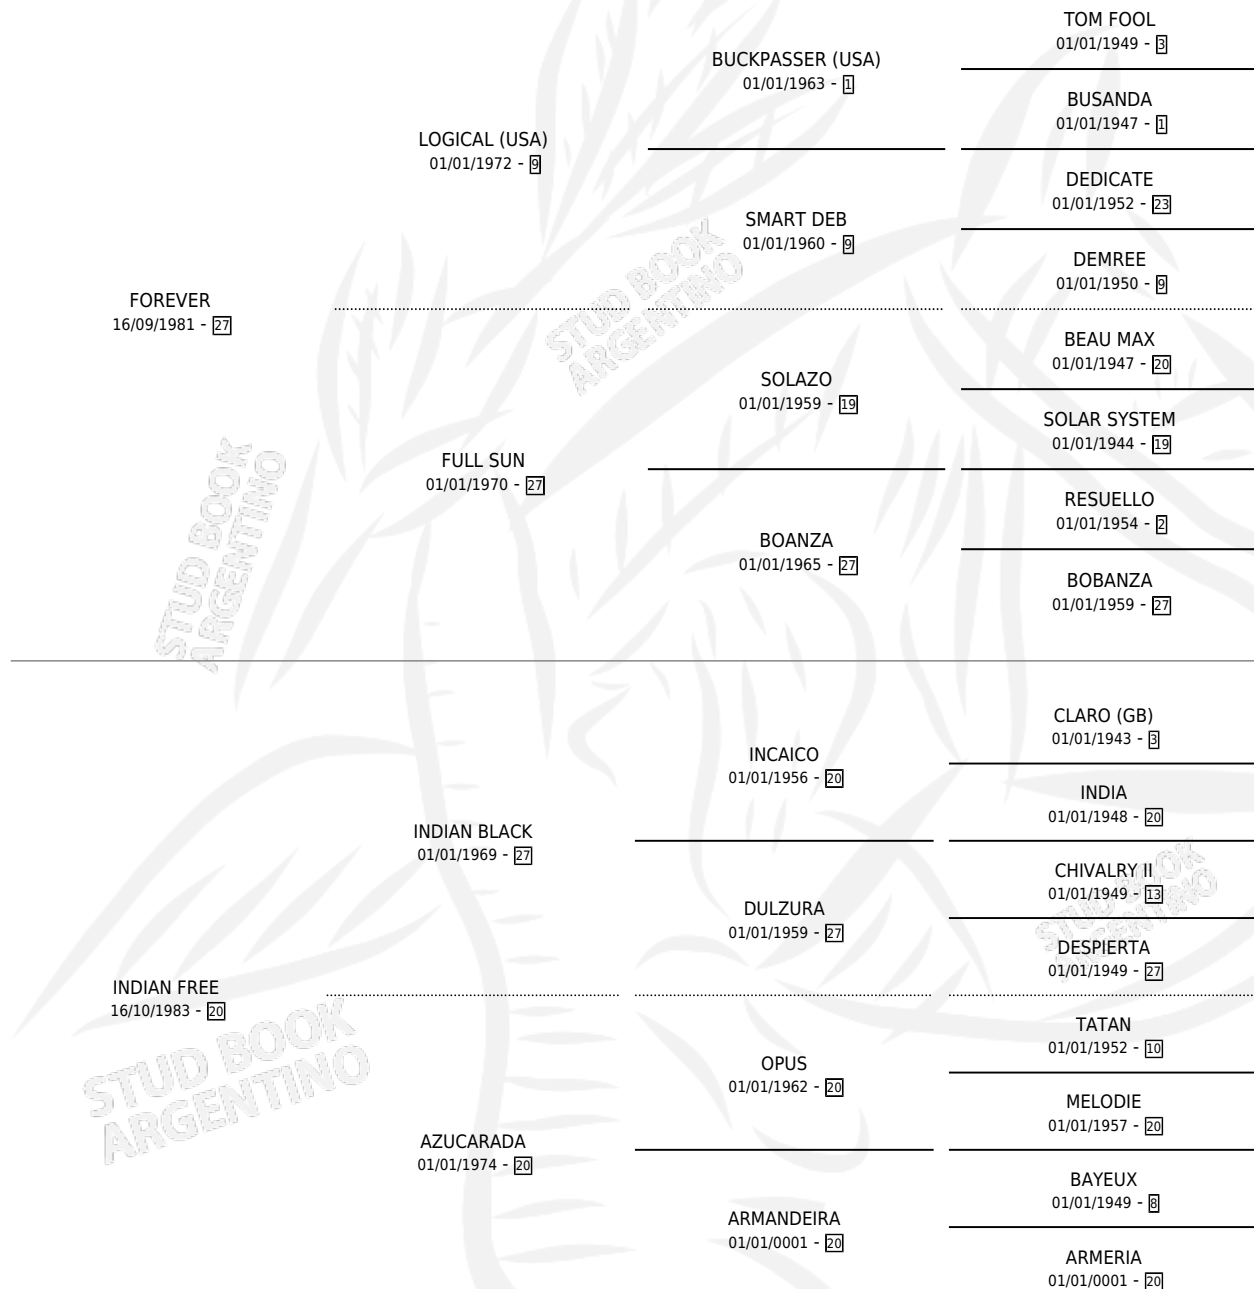 TOM FOOL
01/01/1949 - 3
BUCKPASSER (USA)
01/01/1963 - 1
BUSANDA
01/01/1947 - 1
LOGICAL (USA)
01/01/1972 - 9
DEDICATE
01/01/1952 - 23
SMART DEB
01/01/1960 - 9
DEMREE
01/01/1950 - 9
FOREVER
16/09/1981 - 27
BEAU MAX
01/01/1947 - 20
SOLAZO
01/01/1959 - 19
SOLAR SYSTEM
01/01/1944 - 19
FULL SUN
01/01/1970 - 27
RESUELLO
01/01/1954 - 2
BOANZA
01/01/1965 - 27
BOBANZA
01/01/1959 - 27
CLARO (GB)
01/01/1943 - 3
INCAICO
01/01/1956 - 20
INDIA
01/01/1948 - 20
INDIAN BLACK
01/01/1969 - 27
CHIVALRY II
01/01/1949 - 13
DULZURA
01/01/1959 - 27
DESPIERTA
01/01/1949 - 27
INDIAN FREE
16/10/1983 - 20
TATAN
01/01/1952 - 10
OPUS
01/01/1962 - 20
MELODIE
01/01/1957 - 20
AZUCARADA
01/01/1974 - 20
BAYEUX
01/01/1949 - 8
ARMANDEIRA
01/01/0001 - 20
ARMERIA
01/01/0001 - 20
STUD BOOK
ARGENTINO
STUD BOOK
ARGENTINO
STUD BOOK
ARGENTINO
STUD BOOK
ARGENTINO